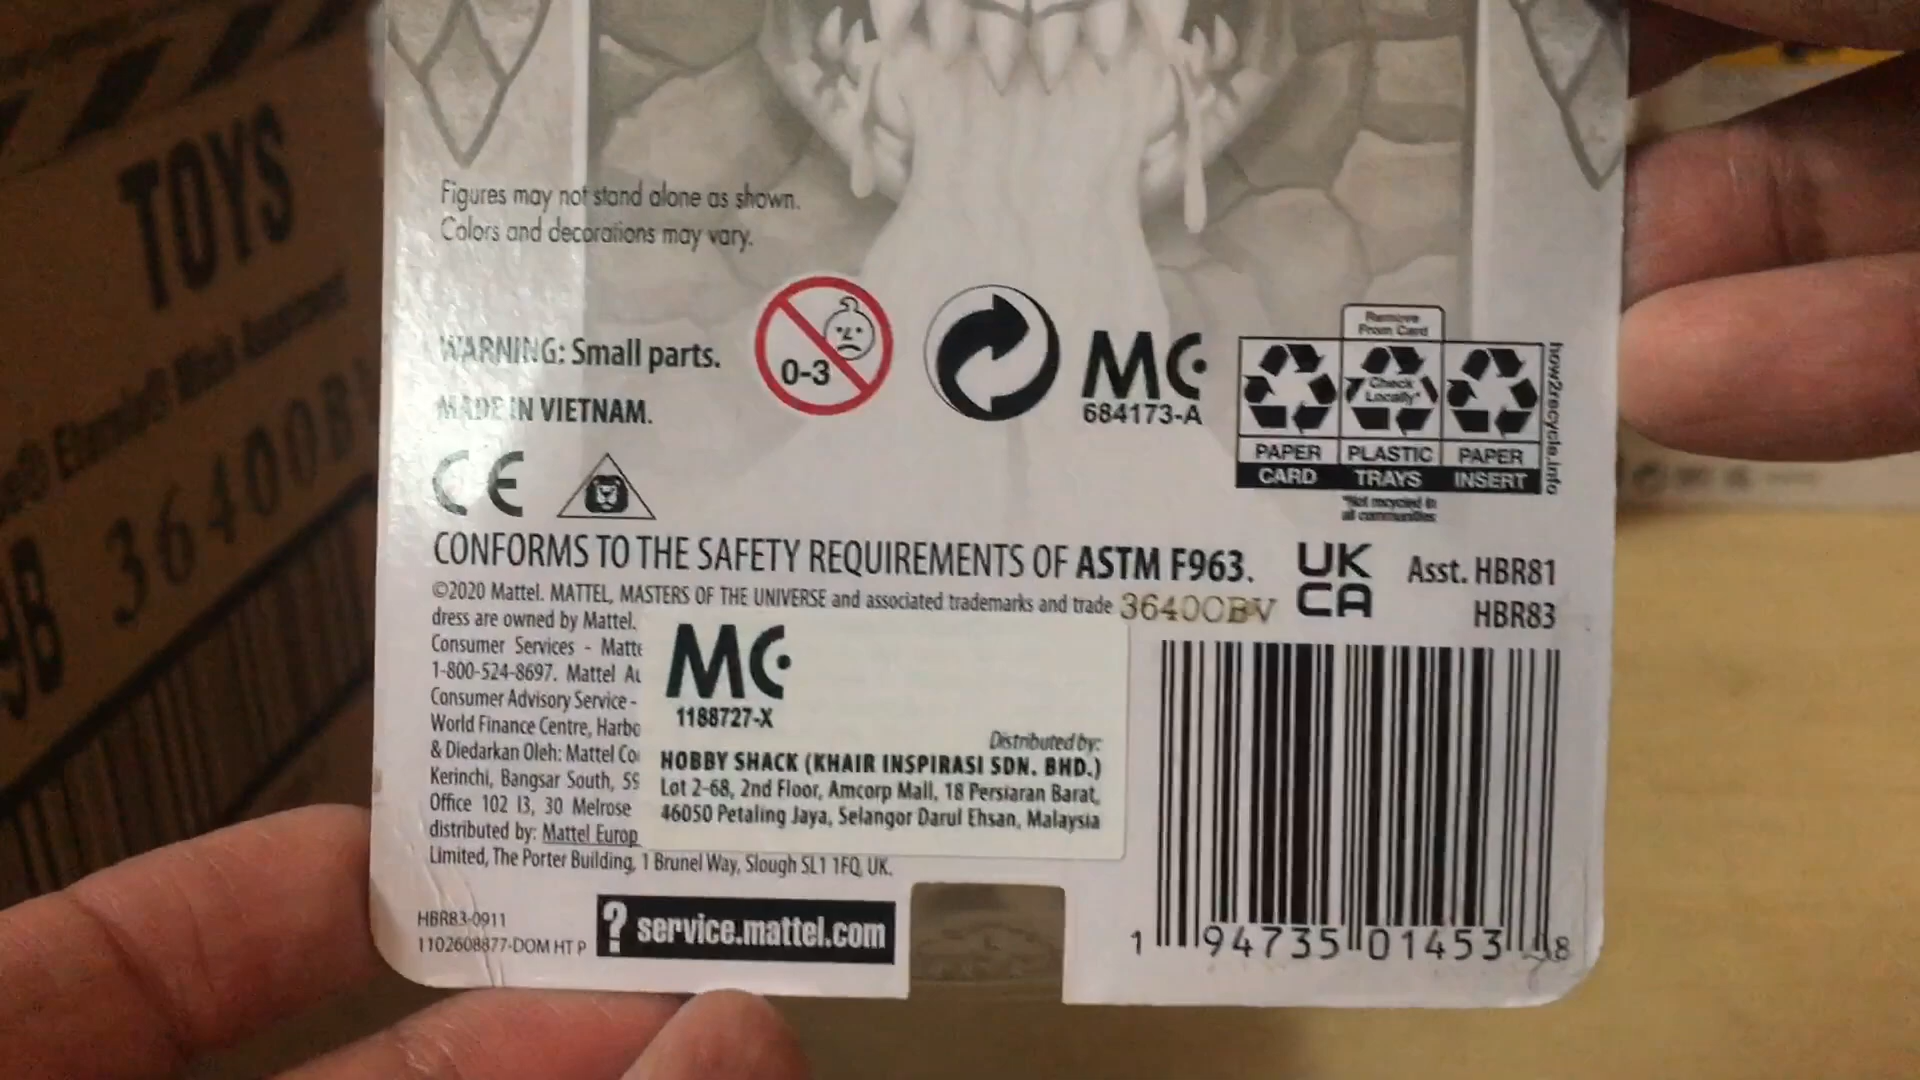 TOYS
36400B
9B
Figures may not stand alone as shown.
Colors and decorations may vary.
WARNING: Small parts.
MADE IN VIETNAM.
0-3
MC
684173-A
Remove
From Card
Check
Locally*
PAPER
PLASTIC
PAPER
CARD
TRAYS
INSERT
*Not recycled in
all communities
how2recycle.info
CE
CONFORMS TO THE SAFETY REQUIREMENTS OF ASTM F963.
UK
CA
Asst. HBR81
HBR83
©2020 Mattel. MATTEL, MASTERS OF THE UNIVERSE and associated trademarks and trade
3640CBV
dress are owned by Mattel.
Consumer Services - Matte
1-800-524-8697. Mattel Au
Consumer Advisory Service -
World Finance Centre, Harbo
& Diedarkan Oleh: Mattel Co
Kerinchi, Bangsar South, 59
Office 102 I3, 30 Melrose
distributed by: Mattel Europ
Limited, The Porter Building, 1 Brunel Way, Slough SL1 1FQ, UK.
MC
1188727-X
Distributed by:
HOBBY SHACK (KHAIR INSPIRASI SDN. BHD.)
Lot 2-68, 2nd Floor, Amcorp Mall, 18 Persiaran Barat,
46050 Petaling Jaya, Selangor Darul Ehsan, Malaysia
HBR83-0911
1102608877-DOM HT P
? service.mattel.com
1 94735 01453 8